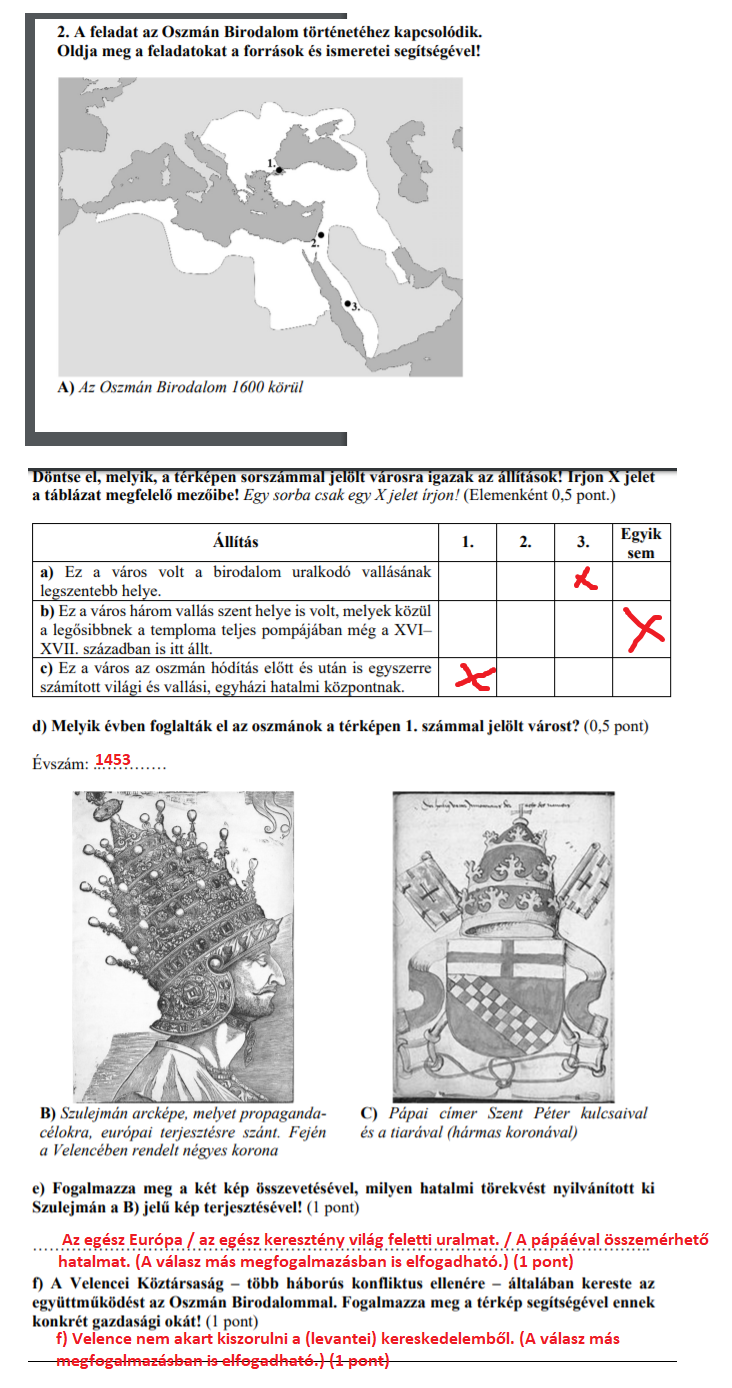 2. A feladat az Oszmán Birodalom történetéhez kapcsolódik.
Oldja meg a feladatokat a források és ismeretei segítségével!
1.
2.
3.
A) Az Oszmán Birodalom 1600 körül
Döntse el, melyik, a térképen sorszámmal jelölt városra igazak az állítások! Írjon X jelet
a táblázat megfelelő mezőibe! Egy sorba csak egy X jelet írjon! (Elemenként 0,5 pont.)
Állítás 1. 2. 3. Egyik
sem
a) Ez a város volt a birodalom uralkodó vallásának
legszentebb helye. X
b) Ez a város három vallás szent helye is volt, melyek közül
a legősibbnek a temploma teljes pompájában még a XVI–
XVII. században is itt állt. X
c) Ez a város az oszmán hódítás előtt és után is egyszerre
számított világi és vallási, egyházi hatalmi központnak. X
d) Melyik évben foglalták el az oszmánok a térképen 1. számmal jelölt várost? (0,5 pont)
Évszám: 1453
B) Szulejmán arcképe, melyet propaganda-
célokra, európai terjesztésre szánt. Fején
a Velencében rendelt négyes korona
C) Pápai címer Szent Péter kulcsaival
és a tiarával (hármas koronával)
e) Fogalmazza meg a két kép összevetésével, milyen hatalmi törekvést nyilvánított ki
Szulejmán a B) jelű kép terjesztésével! (1 pont)
Az egész Európa / az egész keresztény világ feletti uralmat. / A pápáéval összemérhető
hatalmat. (A válasz más megfogalmazásban is elfogadható.) (1 pont)
f) A Velencei Köztársaság – több háborús konfliktus ellenére – általában kereste az
együttműködést az Oszmán Birodalommal. Fogalmazza meg a térkép segítségével ennek
konkrét gazdasági okát! (1 pont)
f) Velence nem akart kiszorulni a (levantei) kereskedelemből. (A válasz más
megfogalmazásban is elfogadható.) (1 pont)